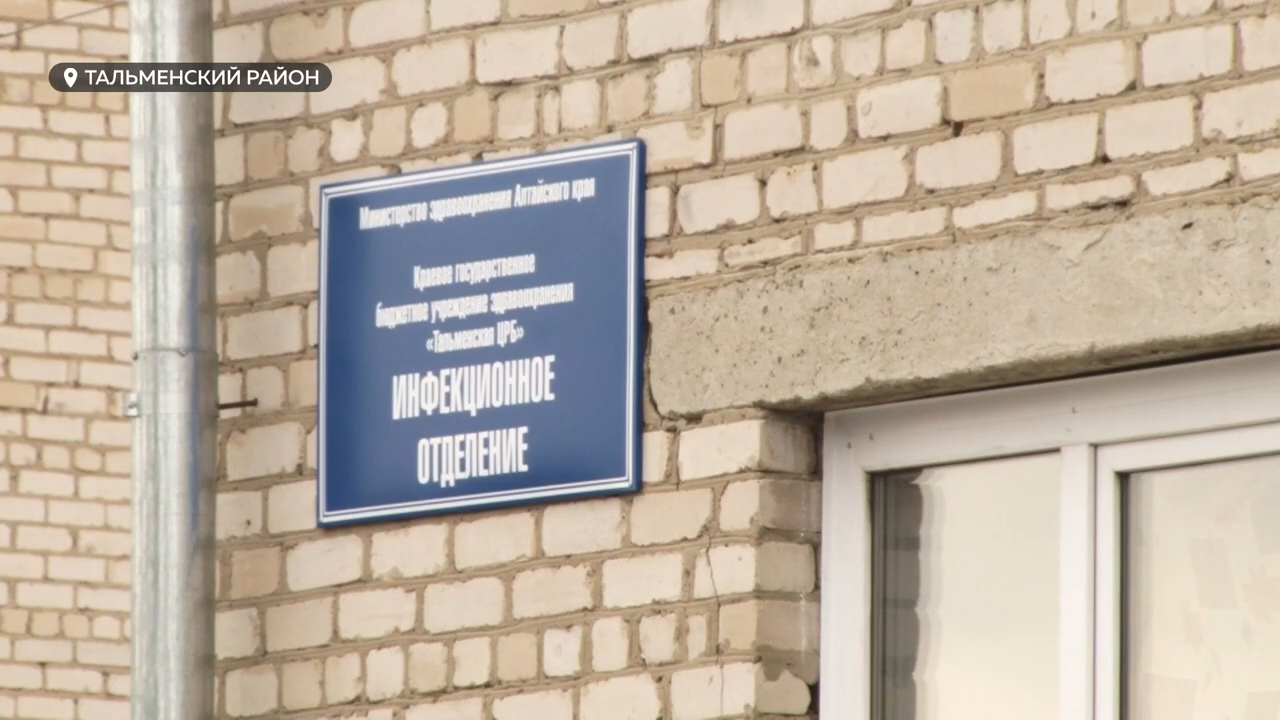 ТАЛЬМЕНСКИЙ РАЙОН
Министерство здравоохранения Алтайского края
Краевое государственное
бюджетное учреждение здравоохранения
«Тальменская ЦРБ»
ИНФЕКЦИОННОЕ
ОТДЕЛЕНИЕ